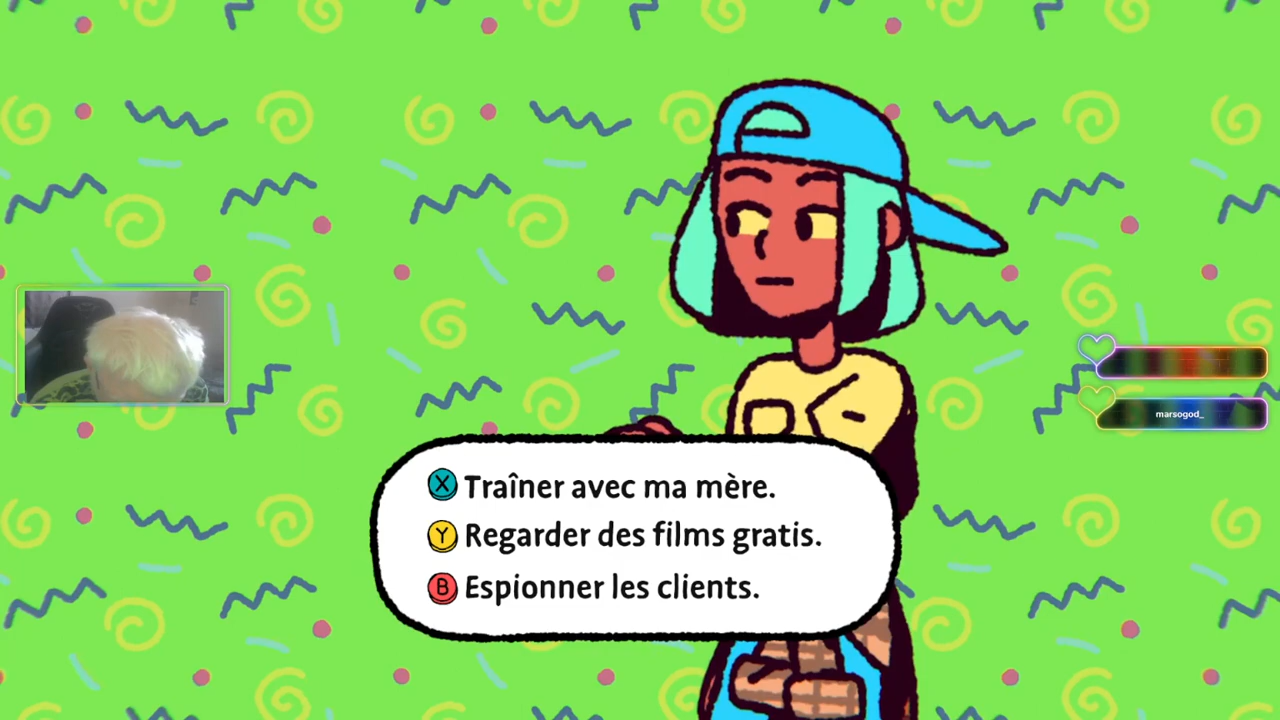 X Traîner avec ma mère.
Y Regarder des films gratis.
B Espionner les clients.
marsogod_